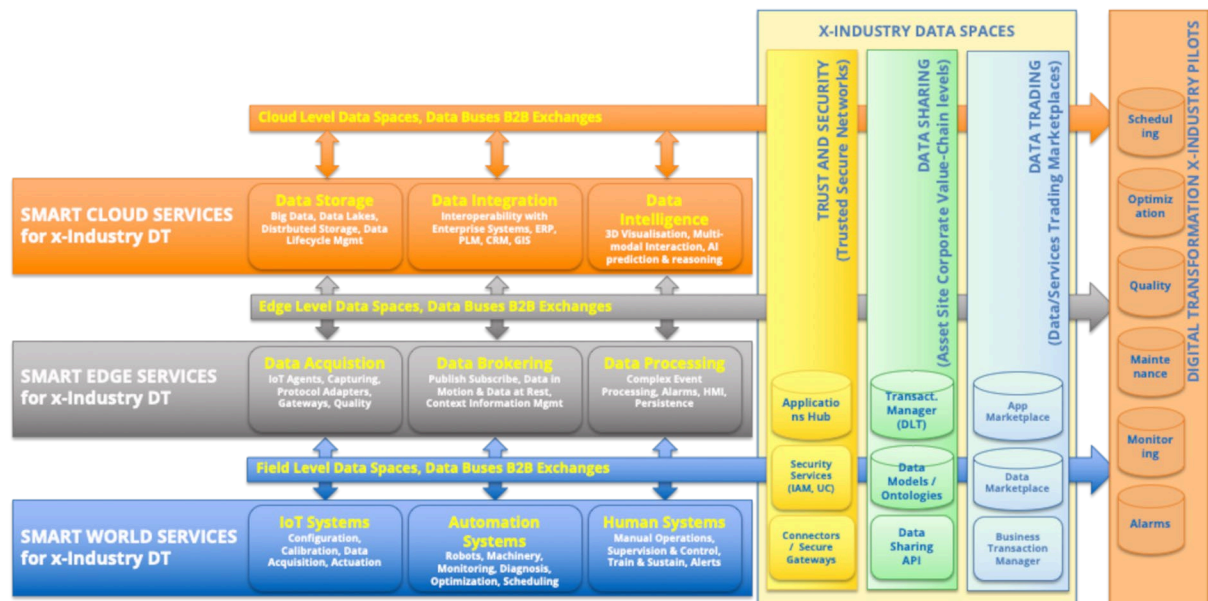 X-INDUSTRY DATA SPACES
Cloud Level Data Spaces, Data Buses B2B Exchanges
SMART CLOUD SERVICES
for x-Industry DT
Data Storage
Big Data, Data Lakes,
Distrbuted Storage, Data
Lifecycle Mgmt
Data Integration
Interoperability with
Enterprise Systems, ERP,
PLM, CRM, GIS
Data
Intelligence
3D Visualisation, Multi-
modal Interaction, AI
prediction & reasoning
Edge Level Data Spaces, Data Buses B2B Exchanges
SMART EDGE SERVICES
for x-Industry DT
Data Acquistion
IoT Agents, Capturing,
Protocol Adapters,
Gateways, Quality
Data Brokering
Publish Subscribe, Data in
Motion & Data at Rest,
Context Information Mgmt
Data Processing
Complex Event
Processing, Alarms, HMI,
Persistence
Field Level Data Spaces, Data Buses B2B Exchanges
SMART WORLD SERVICES
for x-Industry DT
IoT Systems
Configuration,
Calibration, Data
Acquisition, Actuation
Automation
Systems
Robots, Machinery,
Monitoring, Diagnosis,
Optimization, Scheduling
Human Systems
Manual Operations,
Supervision & Control,
Train & Sustain, Alerts
TRUST AND SECURITY
(Trusted Secure Networks)
Applicatio
ns Hub
Security
Services
(IAM, UC)
Connectors
/ Secure
Gateways
DATA SHARING
(Asset Site Corporate Value-Chain levels)
Transact.
Manager
(DLT)
Data
Models /
Ontologies
Data
Sharing
API
DATA TRADING
(Data/Services Trading Marketplaces)
App
Marketplace
Data
Marketplace
Business
Transaction
Manager
DIGITAL TRANSFORMATION X-INDUSTRY PILOTS
Schedul
ing
Optimiz
ation
Quality
Mainte
nance
Monitor
ing
Alarms